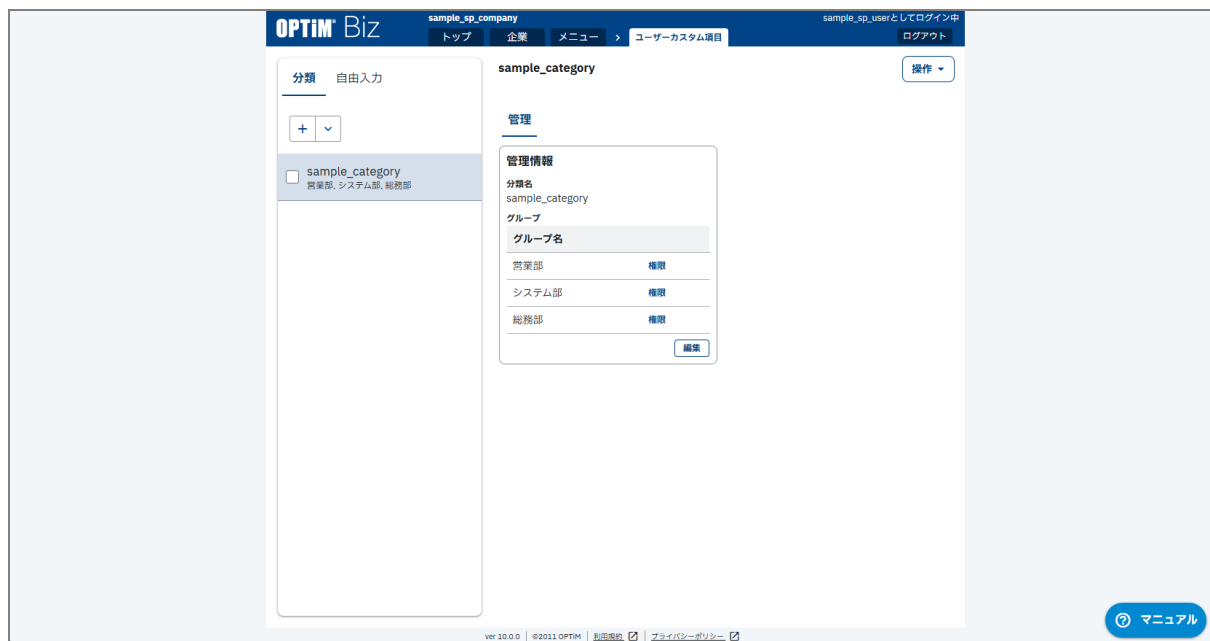 OPTiM® Biz
sample_sp_company
sample_sp_userとしてログイン中
トップ
企業
メニュー
›
ユーザーカスタム項目
ログアウト
分類
自由入力
+
sample_category
営業部, システム部, 総務部
sample_category
操作
管理
管理情報
分類名
sample_category
グループ
グループ名
営業部 権限
システム部 権限
総務部 権限
編集
ver 10.0.0 | ©2011 OPTiM | 利用規約 | プライバシーポリシー
? マニュアル